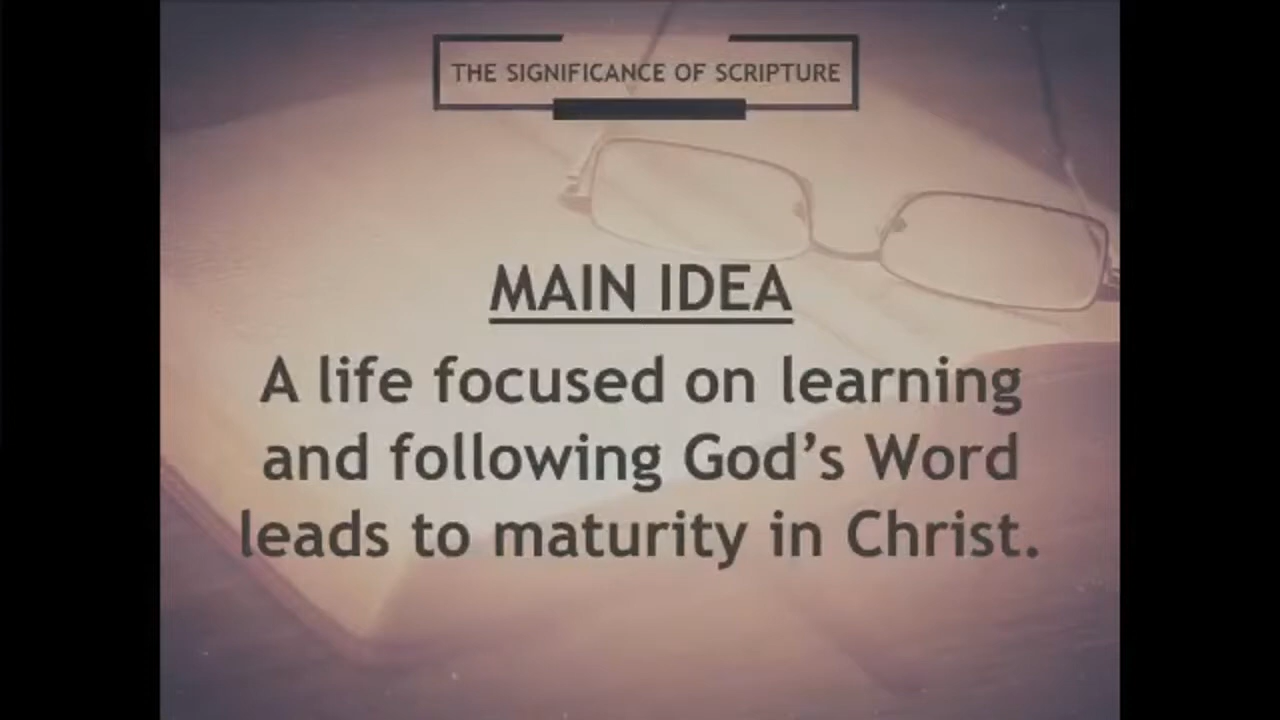 THE SIGNIFICANCE OF SCRIPTURE
MAIN IDEA
A life focused on learning
and following God’s Word
leads to maturity in Christ.